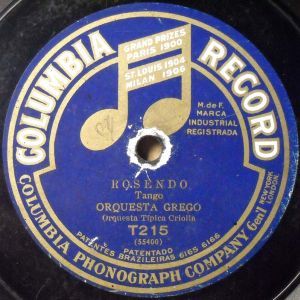 COLUMBIA RECORD
GRAND PRIZES
PARIS 1900
ST. LOUIS 1904
MILAN 1906
M. de F.
MARCA
INDUSTRIAL
REGISTRADA
ROSENDO
Tango
ORQUESTA GREGO
Orquesta Típica Criolla
T215
(55400)
PATENTADO
PATENTES BRAZILEIRAS 6165 6166
COLUMBIA PHONOGRAPH COMPANY Gen'l
NEW YORK
LONDON